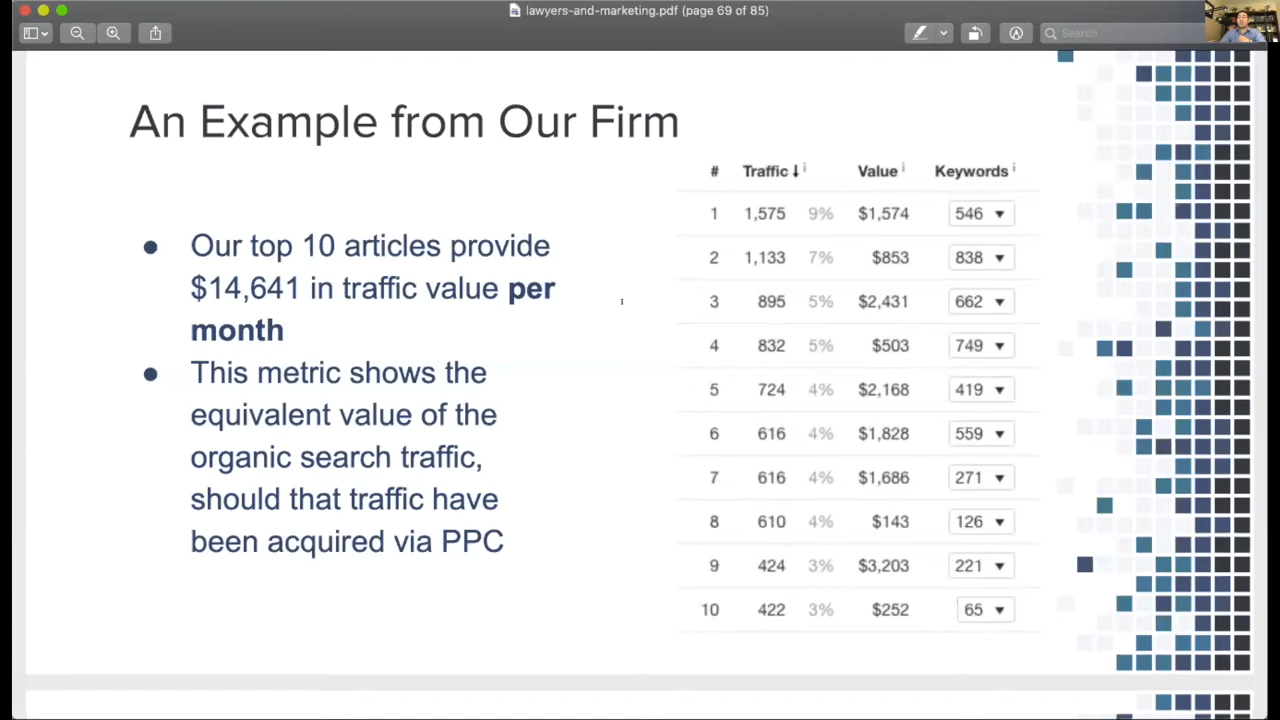 lawyers-and-marketing.pdf (page 69 of 85)
Search
An Example from Our Firm
● Our top 10 articles provide
$14,641 in traffic value per
month
● This metric shows the
equivalent value of the
organic search traffic,
should that traffic have
been acquired via PPC
# Traffic ↓ i Value i Keywords i
1 1,575 9% $1,574 546 ▼
2 1,133 7% $853 838 ▼
3 895 5% $2,431 662 ▼
4 832 5% $503 749 ▼
5 724 4% $2,168 419 ▼
6 616 4% $1,828 559 ▼
7 616 4% $1,686 271 ▼
8 610 4% $143 126 ▼
9 424 3% $3,203 221 ▼
10 422 3% $252 65 ▼